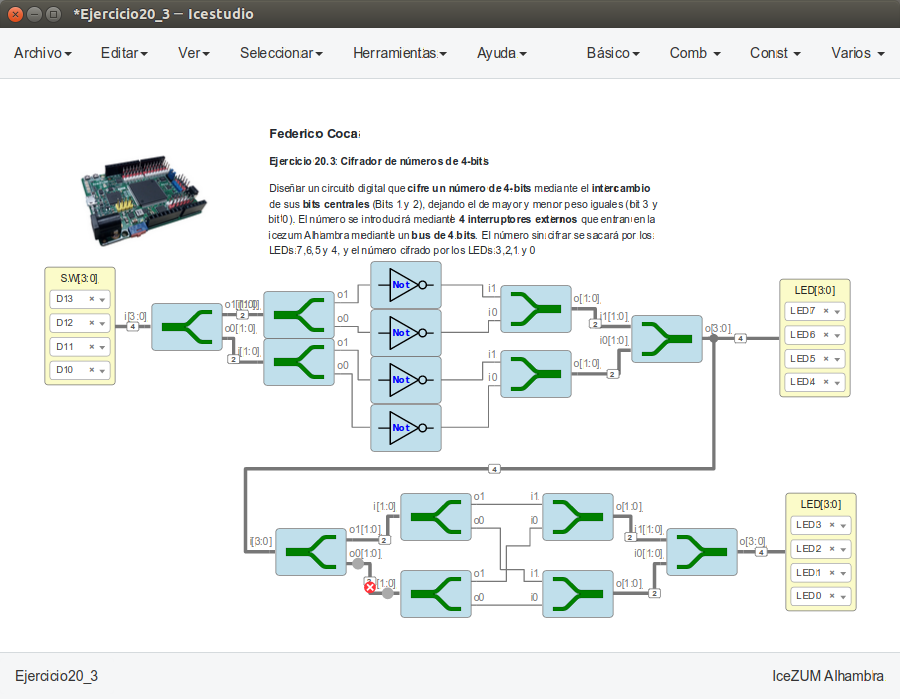 *Ejercicio20_3 — Icestudio
Archivo Editar Ver Seleccionar Herramientas Ayuda Básico Comb Const Varios
Federico Coca
Ejercicio 20.3: Cifrador de números de 4-bits
Diseñar un circuito digital que cifre un número de 4-bits mediante el intercambio
de sus bits centrales (Bits 1 y 2), dejando el de mayor y menor peso iguales (bit 3 y
bit 0). El número se introducirá mediante 4 interruptores externos que entran en la
icezum Alhambra mediante un bus de 4 bits. El número sin cifrar se sacará por los
LEDs:7,6,5 y 4, y el número cifrado por los LEDs:3,2,1 y 0
SW[3:0]
D13
D12
D11
D10
i[3:0]
4
o1[1:0]
i[1:0]
2
o0[1:0]
i[1:0]
2
o1
o0
o1
o0
Not
Not
Not
Not
i1
i0
i1
i0
o[1:0]
2
i1[1:0]
i0[1:0]
o[1:0]
2
o[3:0]
4
LED[3:0]
LED7
LED6
LED5
LED4
4
i[3:0]
o1[1:0]
2
i[1:0]
o0[1:0]
2
i[1:0]
o1
o0
o1
o0
i1
i0
i1
i0
o[1:0]
2
i1[1:0]
i0[1:0]
o[1:0]
2
o[3:0]
4
LED[3:0]
LED3
LED2
LED1
LED0
Ejercicio20_3 IceZUM Alhambra